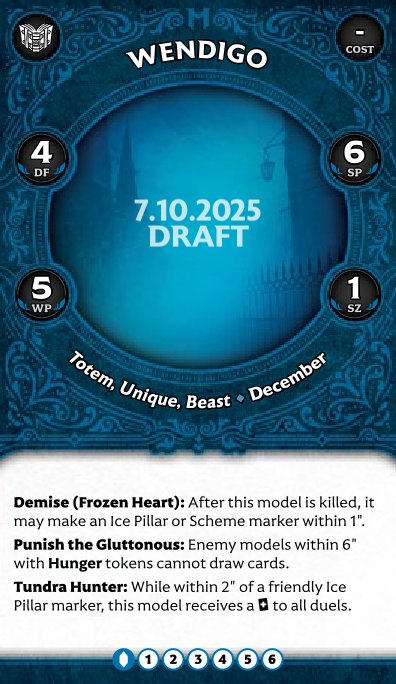 WENDIGO
-
COST
4
DF
6
SP
7.10.2025
DRAFT
5
WP
1
SZ
Totem, Unique, Beast ◆ December
Demise (Frozen Heart): After this model is killed, it
may make an Ice Pillar or Scheme marker within 1".
Punish the Gluttonous: Enemy models within 6"
with Hunger tokens cannot draw cards.
Tundra Hunter: While within 2" of a friendly Ice
Pillar marker, this model receives a 🂠 to all duels.
1 2 3 4 5 6